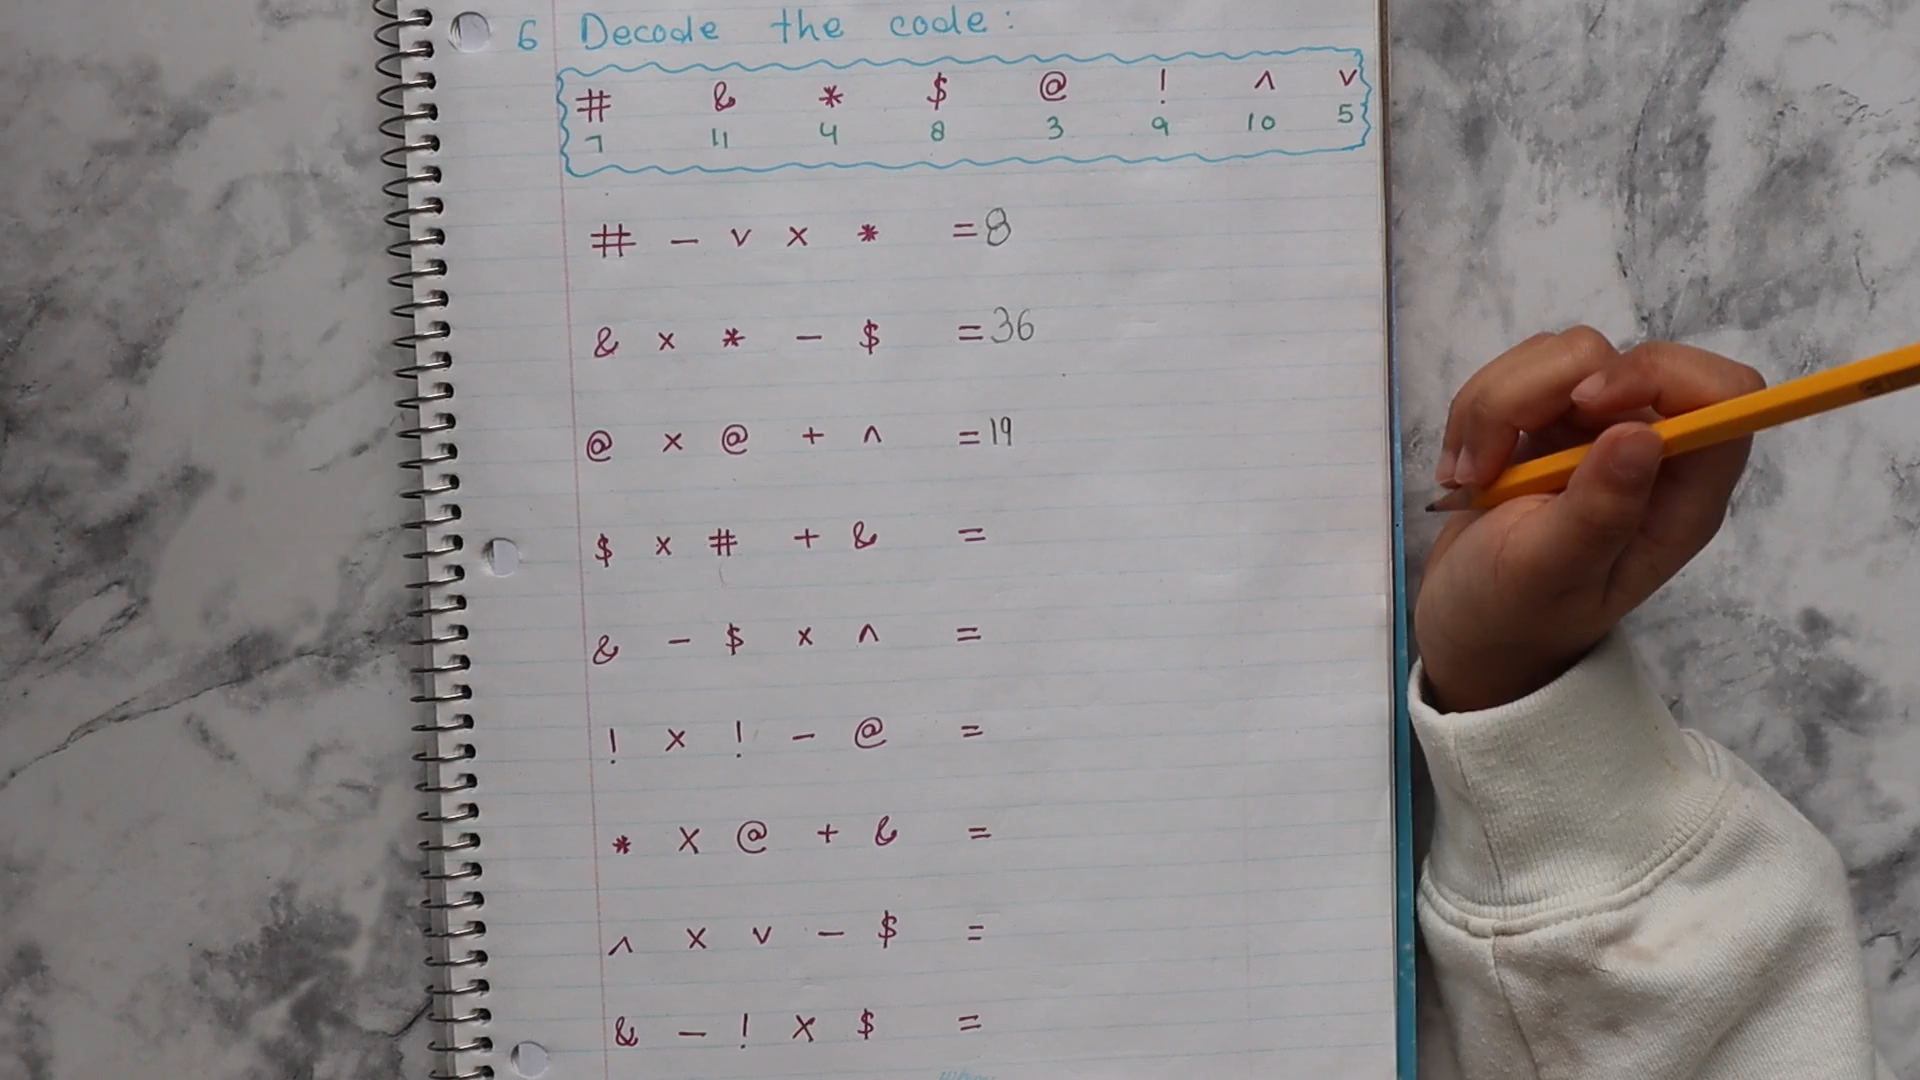 6 Decode the code:
# & * $ @ ! ^ v
7 11 4 8 3 9 10 5
# - v x * = 8
& x * - $ = 36
@ x @ + ^ = 19
$ x # + & =
& - $ x ^ =
! x ! - @ =
* x @ + & =
^ x v - $ =
& - ! x $ =